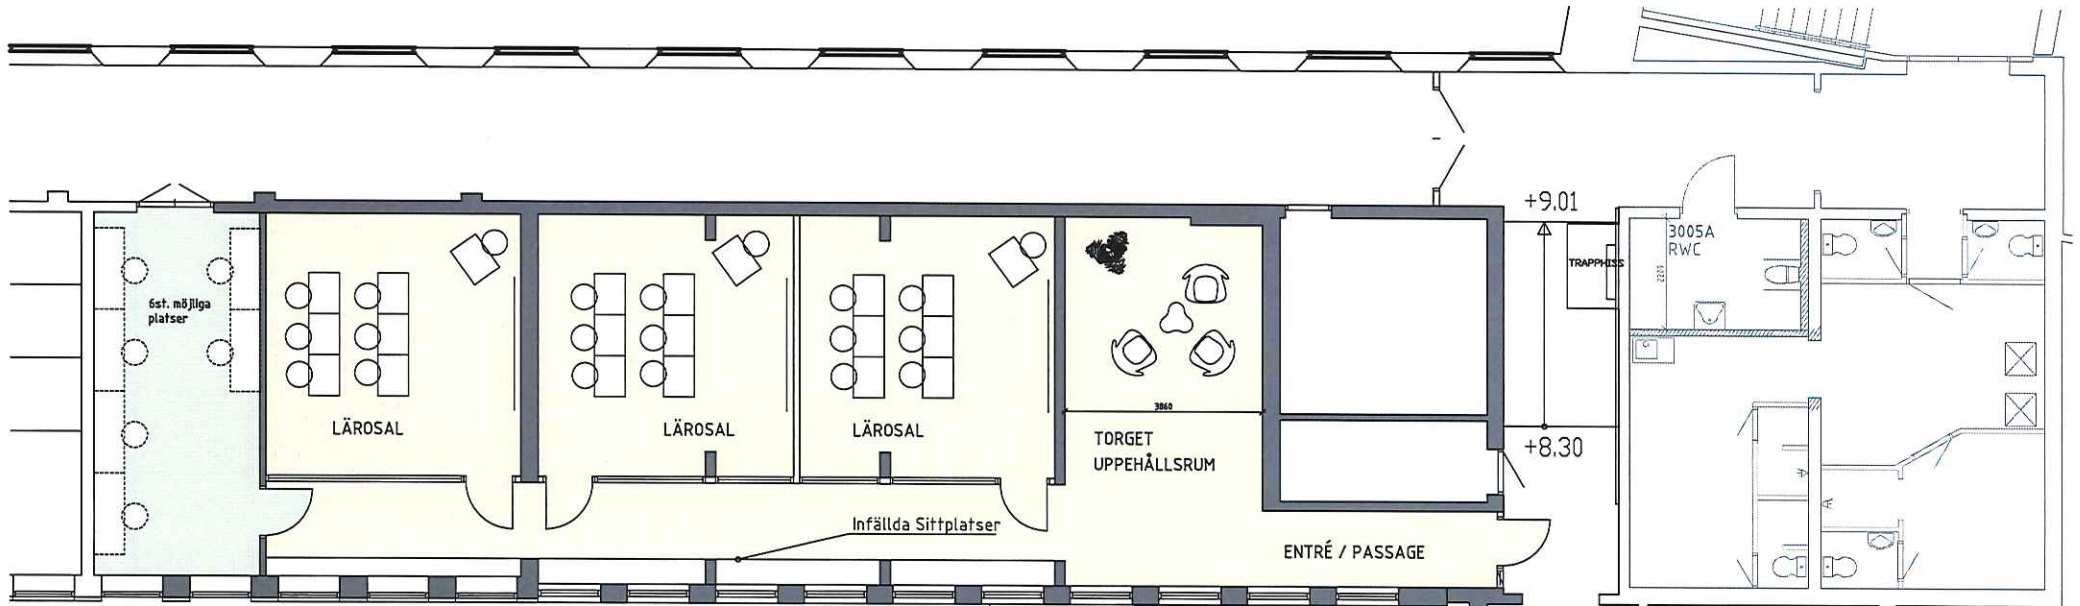 +9.01
3005A
RWC
TRAPPHISS
2270
6st. möjliga
platser
LÄROSAL
LÄROSAL
LÄROSAL
3860
TORGET
UPPEHÅLLSRUM
+8.30
Infällda Sittplatser
ENTRÉ / PASSAGE